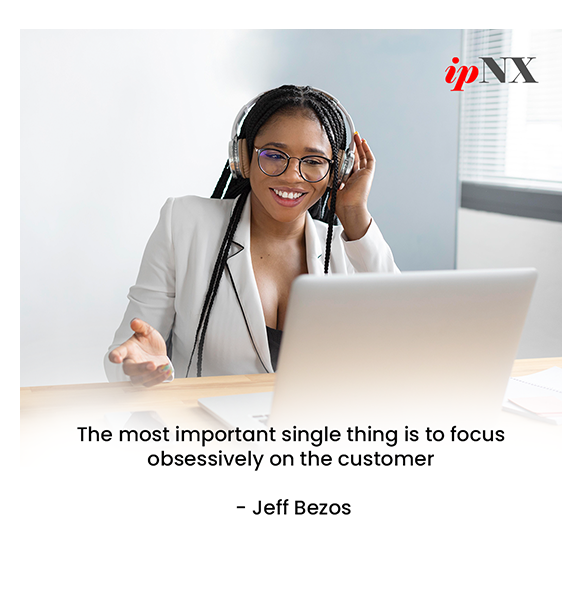 ipNX
The most important single thing is to focus
obsessively on the customer
- Jeff Bezos